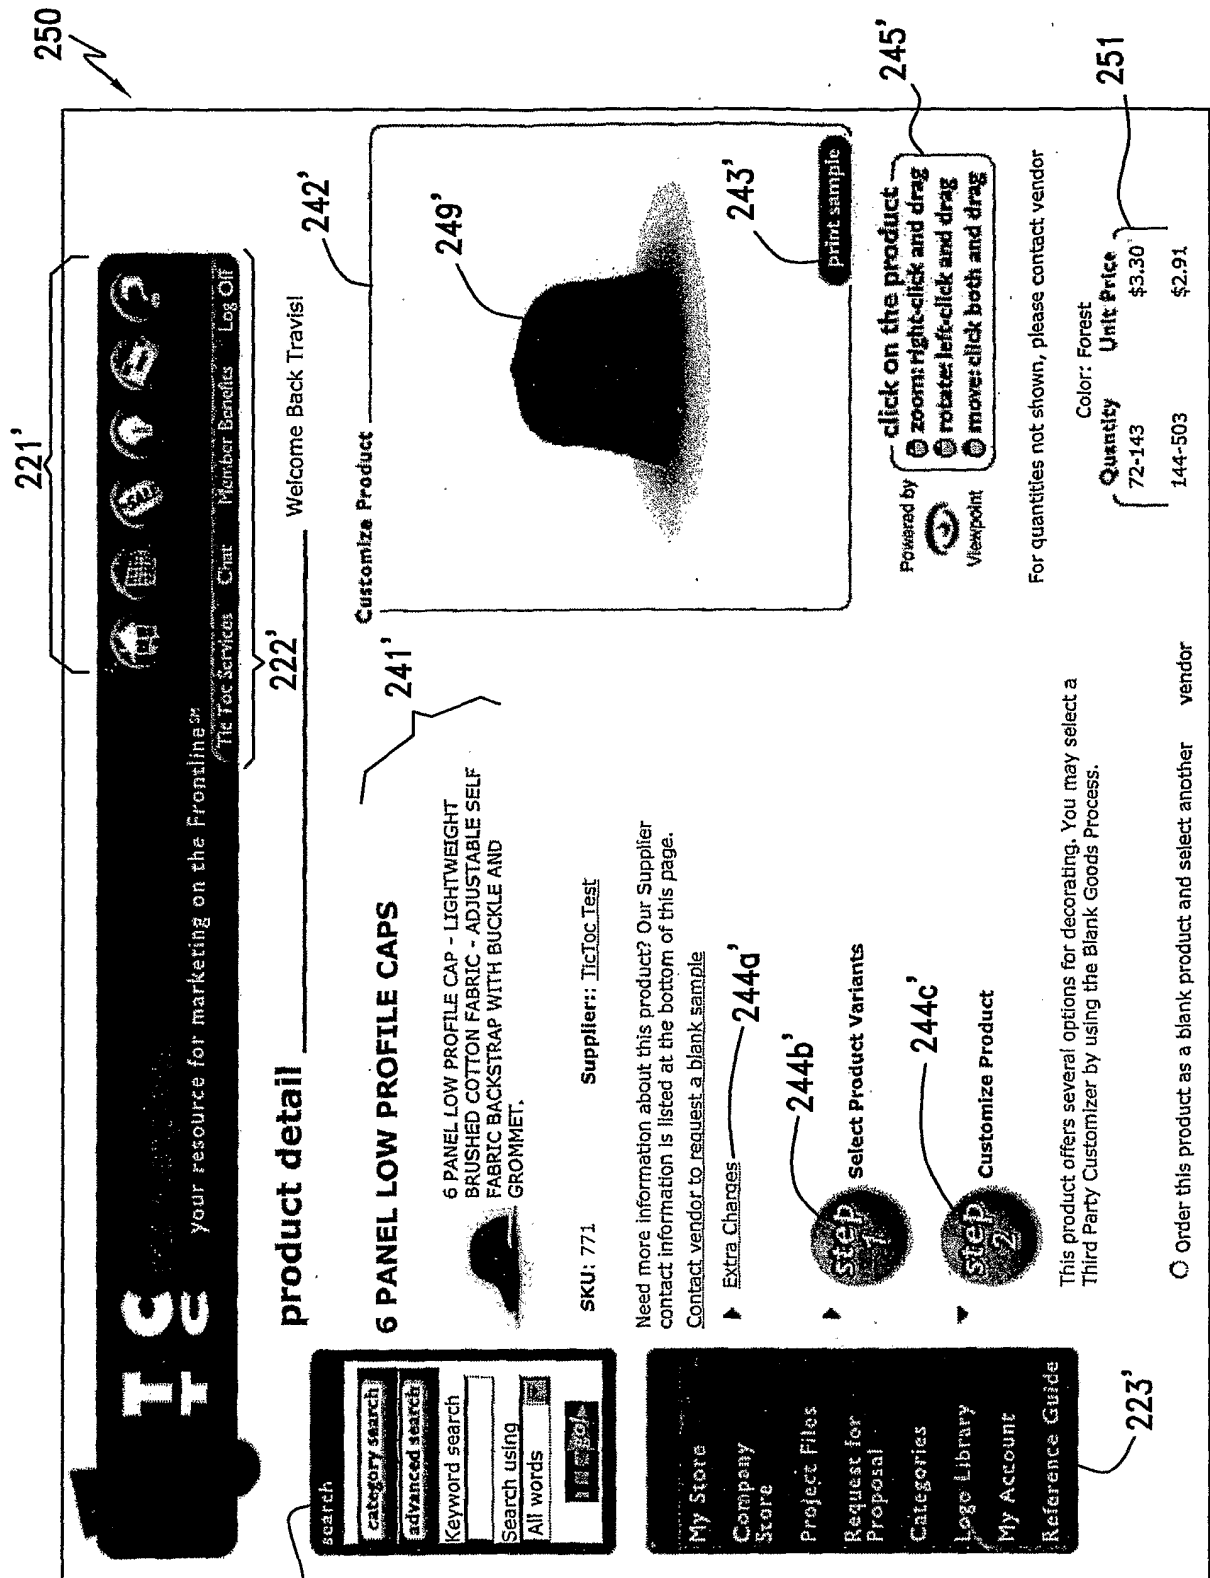 250
221'
T C
T C
your resource for marketing on the Frontline℠
Tic Toc Services Chat Member Benefits Log Off
222'
product detail
Welcome Back Travis!
search
category search
advanced search
Keyword search
Search using
All words
go!
6 PANEL LOW PROFILE CAPS
241'
6 PANEL LOW PROFILE CAP - LIGHTWEIGHT
BRUSHED COTTON FABRIC - ADJUSTABLE SELF
FABRIC BACKSTRAP WITH BUCKLE AND
GROMMET.
SKU: 771 Supplier:: TicToc Test
Need more information about this product? Our Supplier
contact information is listed at the bottom of this page.
Contact vendor to request a blank sample
Extra Charges
244a'
244b'
step
1
Select Product Variants
244c'
step
2
Customize Product
This product offers several options for decorating. You may select a
Third Party Customizer by using the Blank Goods Process.
Order this product as a blank product and select another vendor
Customize Product
242'
249'
243'
print sample
245'
Powered by
Viewpoint
click on the product
zoom: right-click and drag
rotate: left-click and drag
move: click both and drag
For quantities not shown, please contact vendor
Color: Forest
Quantity Unit Price
72-143 $3.30
144-503 $2.91
251
My Store
Company
Store
Project Files
Request for
Proposal
Categories
Logo Library
My Account
Reference Guide
223'